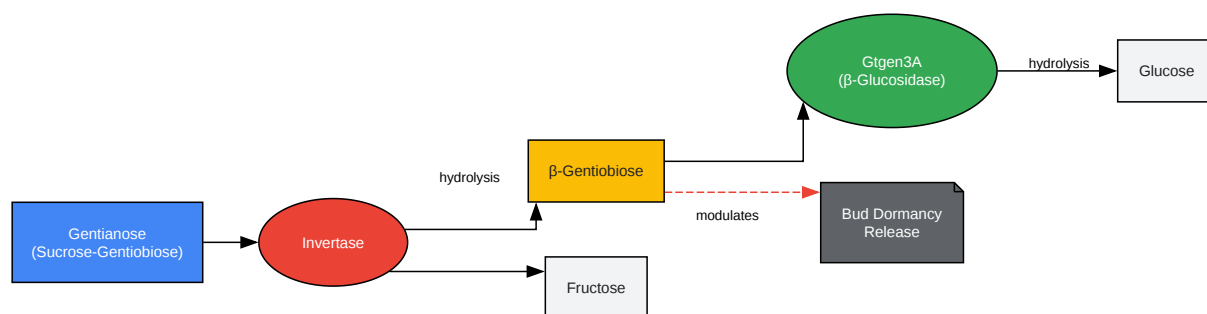 Gtgen3A
(β-Glucosidase)
hydrolysis
Glucose
hydrolysis
β-Gentiobiose
modulates
Bud Dormancy
Release
Gentianose
(Sucrose-Gentiobiose)
Invertase
Fructose